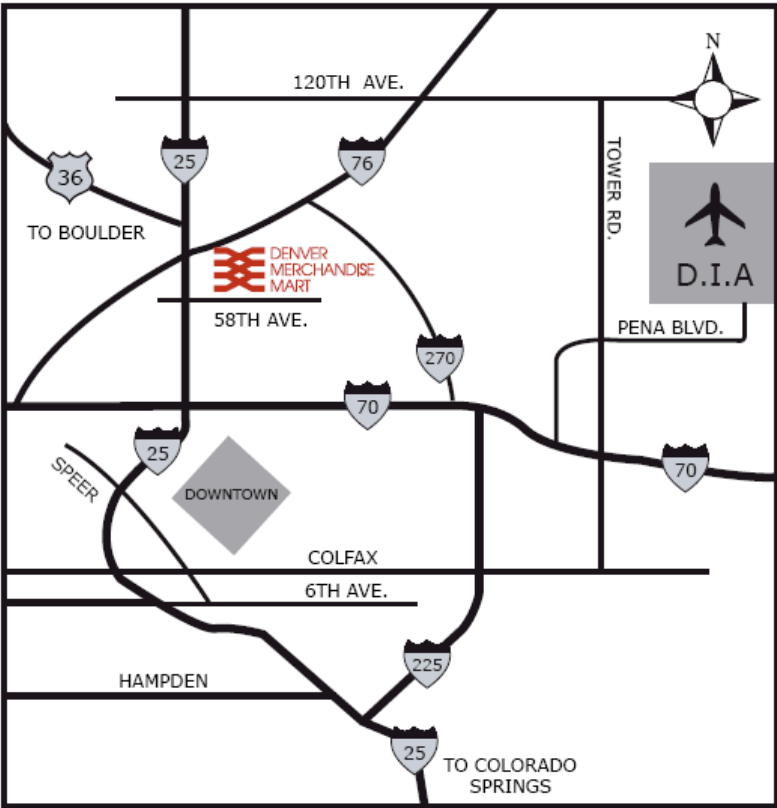 N
120TH AVE.
25
76
36
TOWER RD.
TO BOULDER
DENVER
MERCHANDISE
MART
D.I.A
58TH AVE.
PENA BLVD.
270
70
25
SPEER
70
DOWNTOWN
COLFAX
6TH AVE.
225
HAMPDEN
25
TO COLORADO
SPRINGS